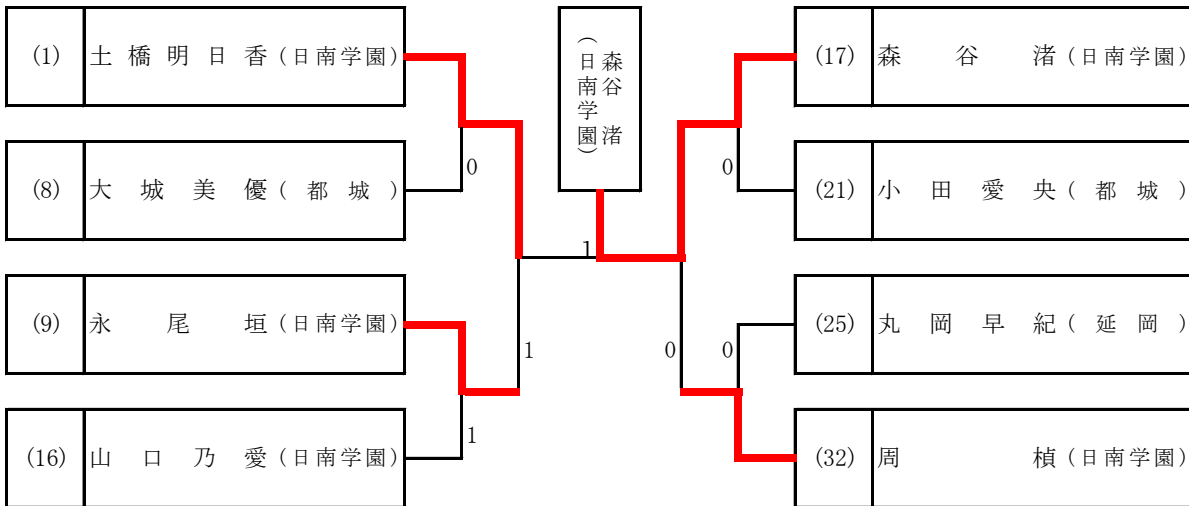 (1) 土橋明日香(日南学園)
0
(8) 大城美優(都城)
1
(9) 永尾垣(日南学園)
1
(16) 山口乃愛(日南学園)
森谷 渚
(日南学園)
1
(17) 森谷渚(日南学園)
0
(21) 小田愛央(都城)
0
(25) 丸岡早紀(延岡)
0
(32) 周楨(日南学園)